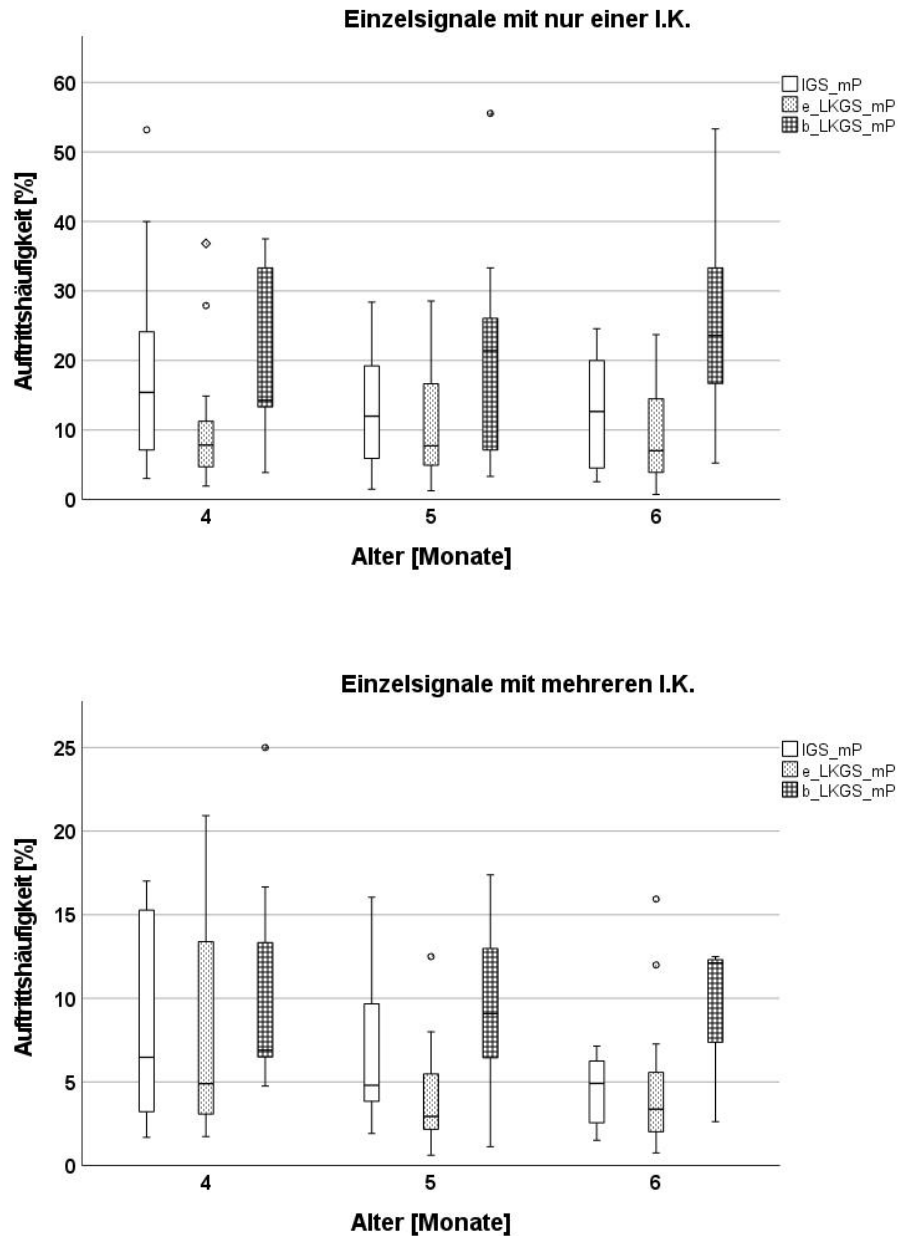 Einzelsignale mit nur einer I.K.
60
50
40
30
20
10
0
Auftrittshäufigkeit [%]
IGS_mP
e_LKGS_mP
b_LKGS_mP
4 5 6
Alter [Monate]
Einzelsignale mit mehreren I.K.
25
20
15
10
5
0
Auftrittshäufigkeit [%]
IGS_mP
e_LKGS_mP
b_LKGS_mP
4 5 6
Alter [Monate]